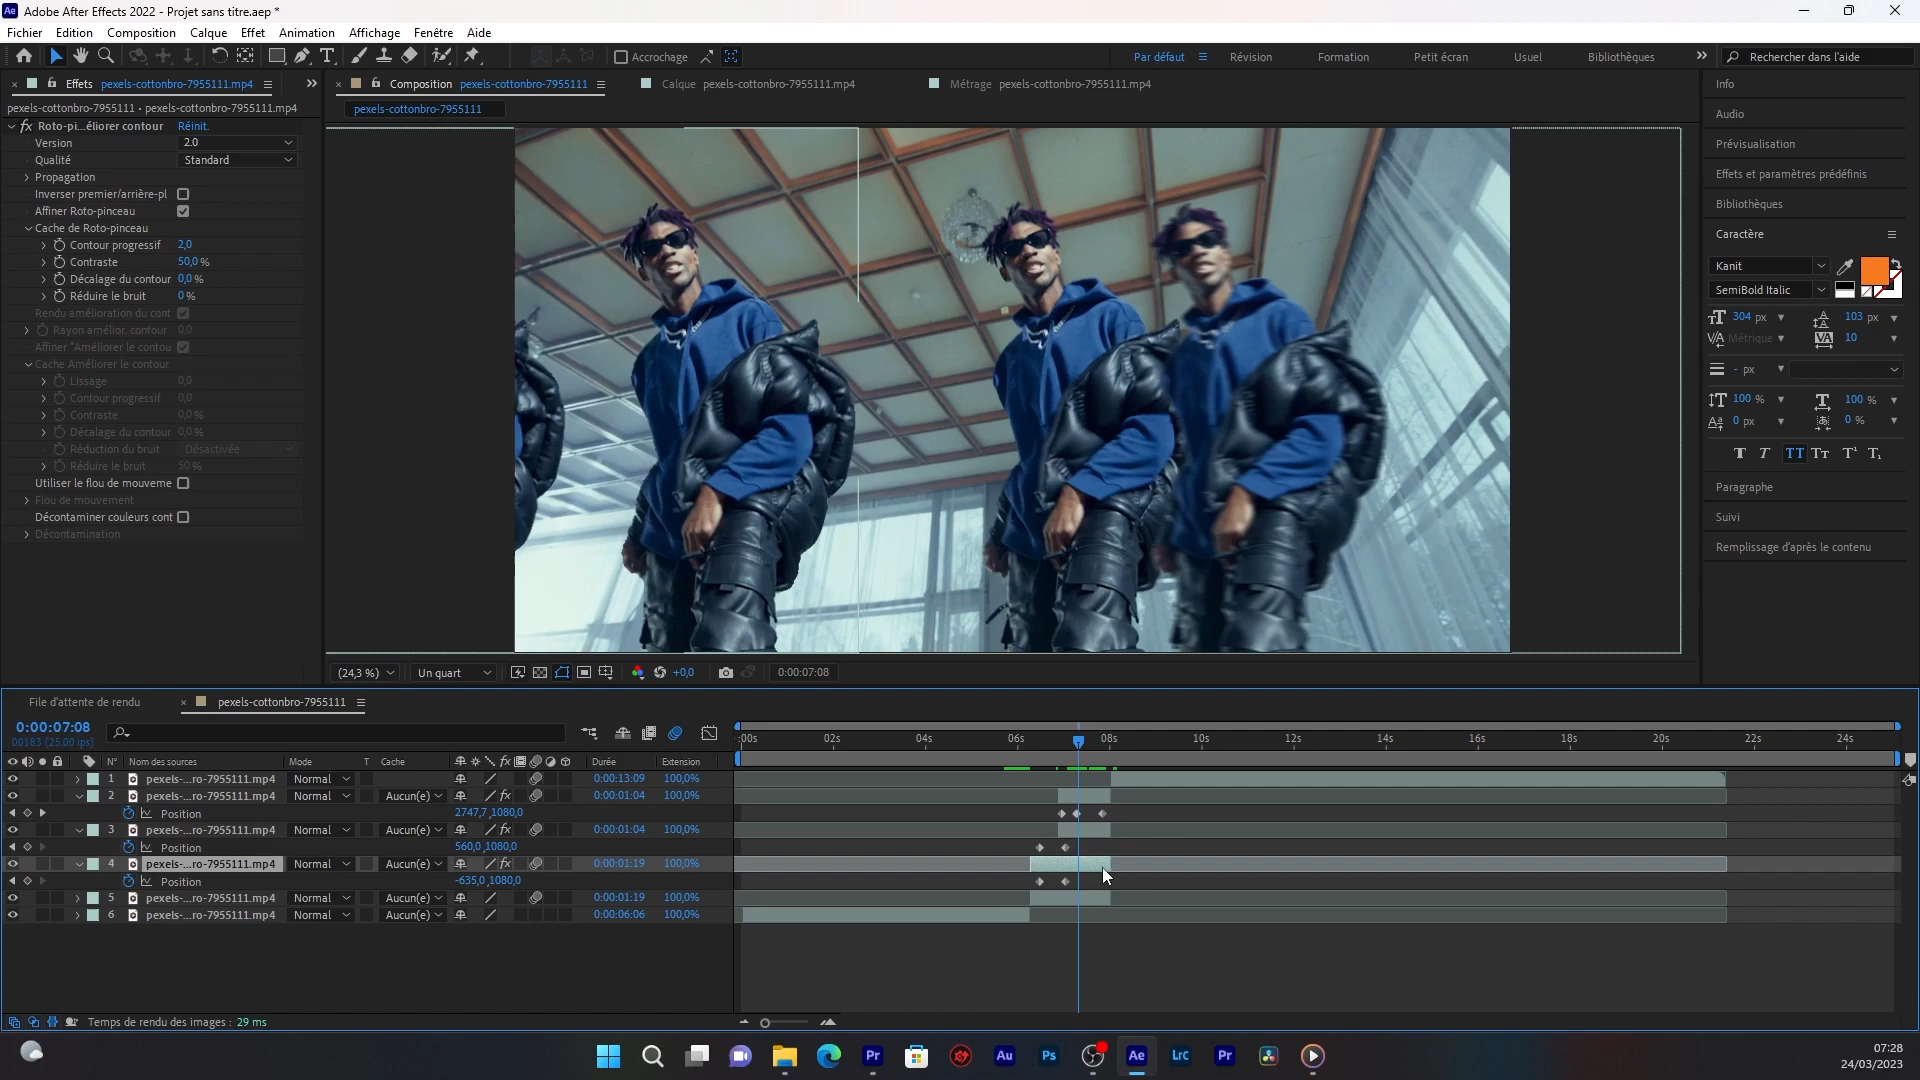 Adobe After Effects 2022 - Projet sans titre.aep *
Fichier Edition Composition Calque Effet Animation Affichage Fenêtre Aide
Accrochage
Par défaut Révision Formation Petit écran Usuel Bibliothèques
Rechercher dans l'aide
Effets pexels-cottonbro-7955111.mp4
Composition pexels-cottonbro-7955111
Calque pexels-cottonbro-7955111.mp4
Métrage pexels-cottonbro-7955111.mp4
pexels-cottonbro-7955111 • pexels-cottonbro-7955111.mp4
pexels-cottonbro-7955111
Roto-pi...éliorer contour Réinit.
Version 2.0
Qualité Standard
Propagation
Inverser premier/arrière-pl
Affiner Roto-pinceau
Cache de Roto-pinceau
Contour progressif 2,0
Contraste 50,0 %
Décalage du contour 0,0 %
Réduire le bruit 0 %
Rendu amélioration du cont
Rayon amélior. contour 0,0
Affiner "Améliorer le contou
Cache Améliorer le contour
Lissage 0,0
Contour progressif 0,0
Contraste 0,0 %
Décalage du contour 0,0 %
Réduction du bruit Désactivée
Réduire le bruit 50 %
Utiliser le flou de mouveme
Flou de mouvement
Décontaminer couleurs cont
Décontamination
(24,3 %) Un quart +0,0 0:00:07:08
Info
Audio
Prévisualisation
Effets et paramètres prédéfinis
Bibliothèques
Caractère
Kanit
SemiBold Italic
304 px 103 px
Métrique 10
- px
100 % 100 %
0 px 0 %
T T TT Tt T¹ T₁
Paragraphe
Suivi
Remplissage d'après le contenu
File d'attente de rendu pexels-cottonbro-7955111
0:00:07:08
00183 (25.00 ips)
:00s 02s 04s 06s 08s 10s 12s 14s 16s 18s 20s 22s 24s
N° Nom des sources Mode T Cache Durée Extension
1 pexels-...ro-7955111.mp4 Normal 0:00:13:09 100,0%
2 pexels-...ro-7955111.mp4 Normal Aucun(e) 0:00:01:04 100,0%
Position 2747,7 ,1080,0
3 pexels-...ro-7955111.mp4 Normal Aucun(e) 0:00:01:04 100,0%
Position 560,0 ,1080,0
4 pexels-...ro-7955111.mp4 Normal Aucun(e) 0:00:01:19 100,0%
Position -635,0 ,1080,0
5 pexels-...ro-7955111.mp4 Normal Aucun(e) 0:00:01:19 100,0%
6 pexels-...ro-7955111.mp4 Normal Aucun(e) 0:00:06:06 100,0%
Temps de rendu des images : 29 ms
Pr Au Ps Ae LrC Pr
07:28
24/03/2023